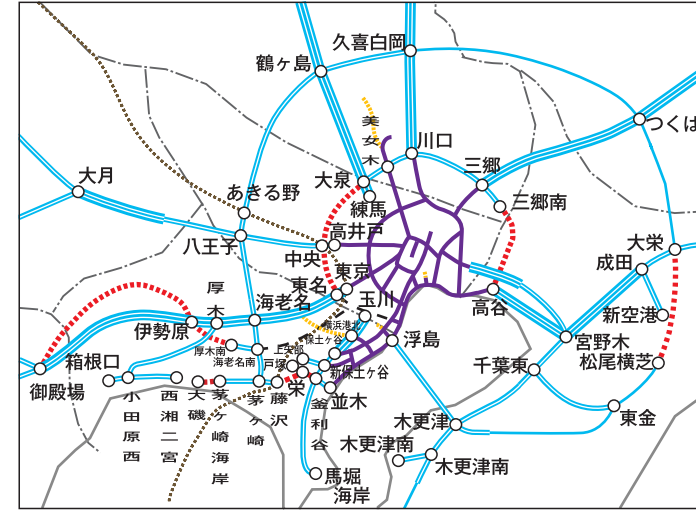 久喜白岡
鶴ヶ島
つくば
美女木
川口
大月
大泉
三郷
あきる野
練馬
三郷南
八王子
高井戸
中央
大栄
成田
東名
東京
厚木
海老名
玉川
高谷
新空港
伊勢原
横浜港北
保土ヶ谷
浮島
宮野木
厚木南
海老名南
上矢部
戸塚
松尾横芝
箱根口
御殿場
新保土ヶ谷
千葉東
栄
並木
小田原西
西湘二宮
大磯
茅ヶ崎海岸
茅ヶ崎
藤沢
釜利谷
木更津
東金
木更津南
木更津南
馬堀
海岸